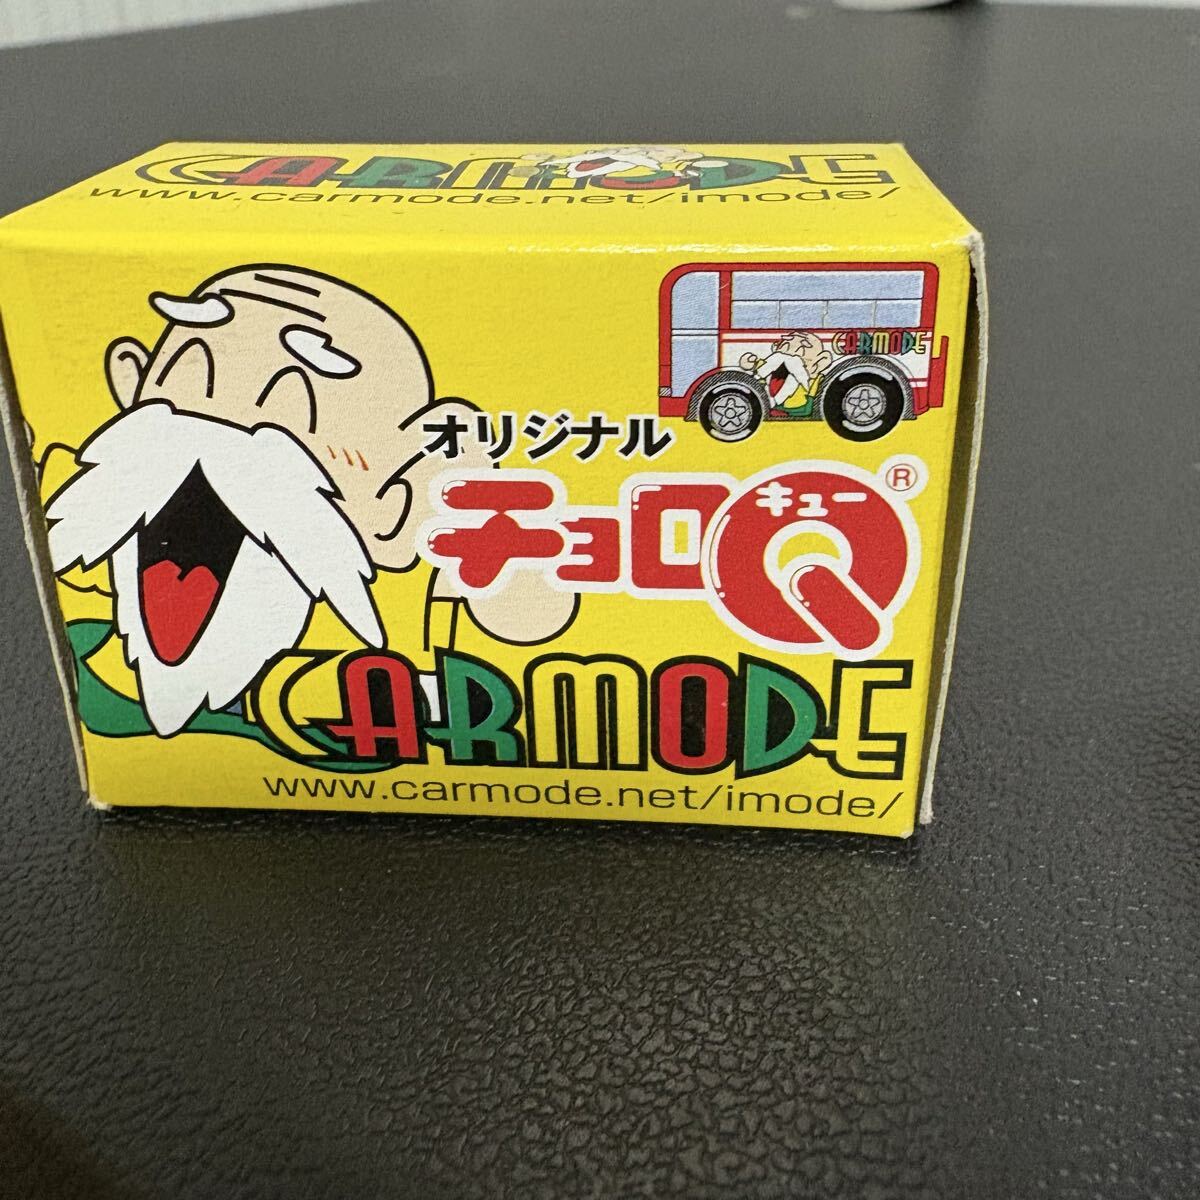 CARMODE
www.carmode.net/imode/
CARMODE
オリジナル
チョロQ
キュー
®
CARMODE
www.carmode.net/imode/